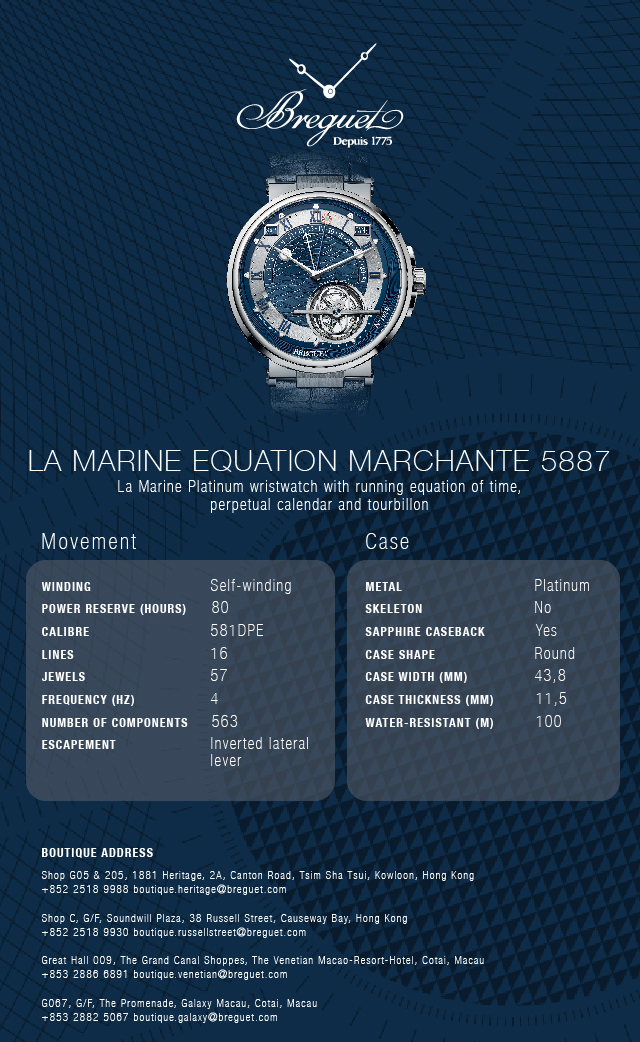 Breguet
Depuis 1775
BREGUET
LA MARINE EQUATION MARCHANTE 5887
La Marine Platinum wristwatch with running equation of time,
perpetual calendar and tourbillon
Movement
WINDING Self-winding
POWER RESERVE (HOURS) 80
CALIBRE 581DPE
LINES 16
JEWELS 57
FREQUENCY (HZ) 4
NUMBER OF COMPONENTS 563
ESCAPEMENT Inverted lateral
lever
Case
METAL Platinum
SKELETON No
SAPPHIRE CASEBACK Yes
CASE SHAPE Round
CASE WIDTH (MM) 43,8
CASE THICKNESS (MM) 11,5
WATER-RESISTANT (M) 100
BOUTIQUE ADDRESS
Shop G05 & 205, 1881 Heritage, 2A, Canton Road, Tsim Sha Tsui, Kowloon, Hong Kong
+852 2518 9988 boutique.heritage@breguet.com
Shop C, G/F, Soundwill Plaza, 38 Russell Street, Causeway Bay, Hong Kong
+852 2518 9930 boutique.russellstreet@breguet.com
Great Hall 009, The Grand Canal Shoppes, The Venetian Macao-Resort-Hotel, Cotai, Macau
+853 2886 6891 boutique.venetian@breguet.com
G067, G/F, The Promenade, Galaxy Macau, Cotai, Macau
+853 2882 5067 boutique.galaxy@breguet.com